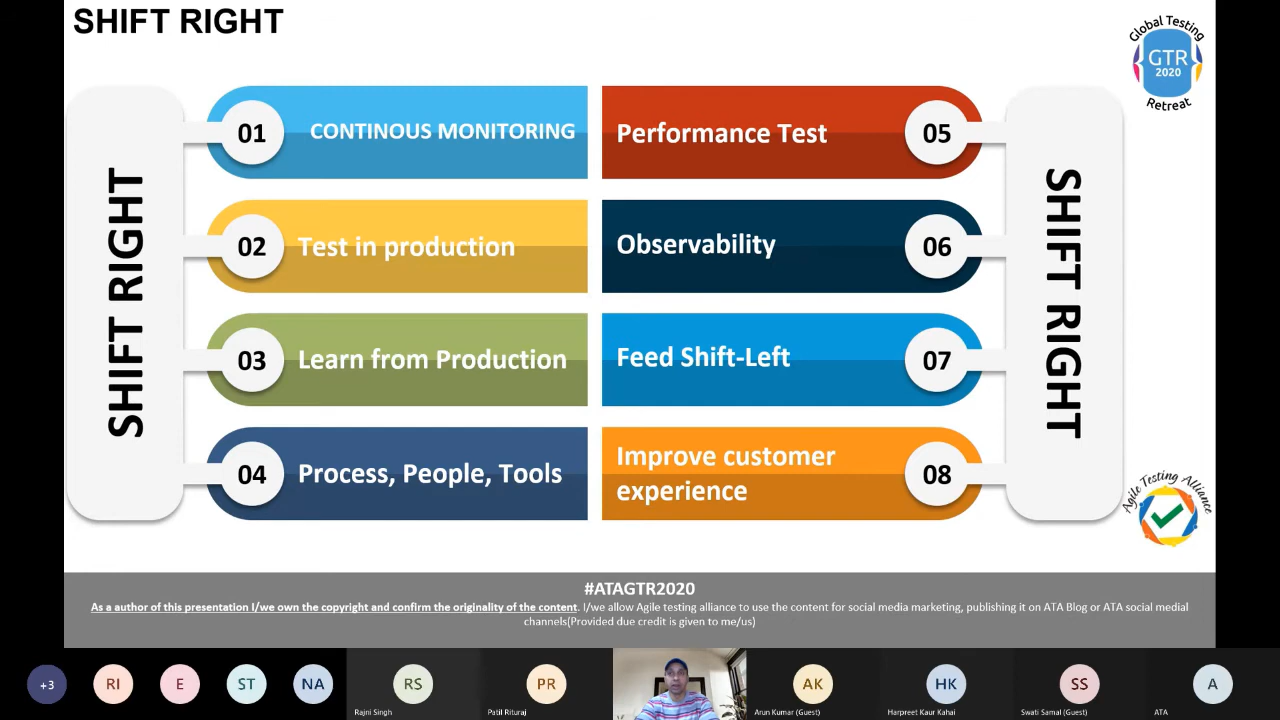 SHIFT RIGHT
Global Testing
GTR
2020
Retreat
SHIFT RIGHT
01
CONTINOUS MONITORING
02
Test in production
03
Learn from Production
04
Process, People, Tools
Performance Test
05
Observability
06
Feed Shift-Left
07
Improve customer
experience
08
SHIFT RIGHT
Agile Testing Alliance
#ATAGTR2020
As a author of this presentation I/we own the copyright and confirm the originality of the content. I/we allow Agile testing alliance to use the content for social media marketing, publishing it on ATA Blog or ATA social medial
channels(Provided due credit is given to me/us)
+3
RI
E
ST
NA
RS
Rajni Singh
PR
Patil Rituraj
AK
Arun Kumar (Guest)
HK
Harpreet Kaur Kahai
SS
Swati Samal (Guest)
A
ATA